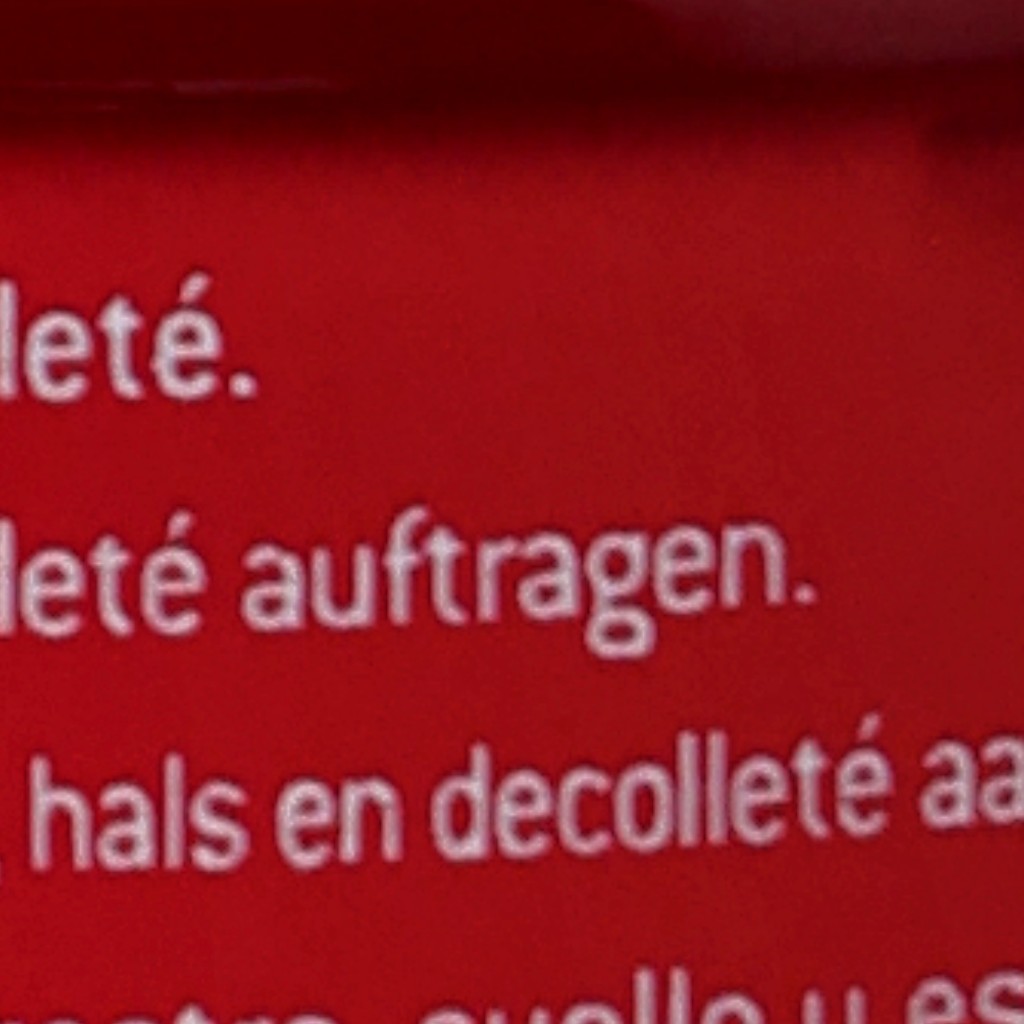 leté.
leté auftragen.
, hals en decolleté aa